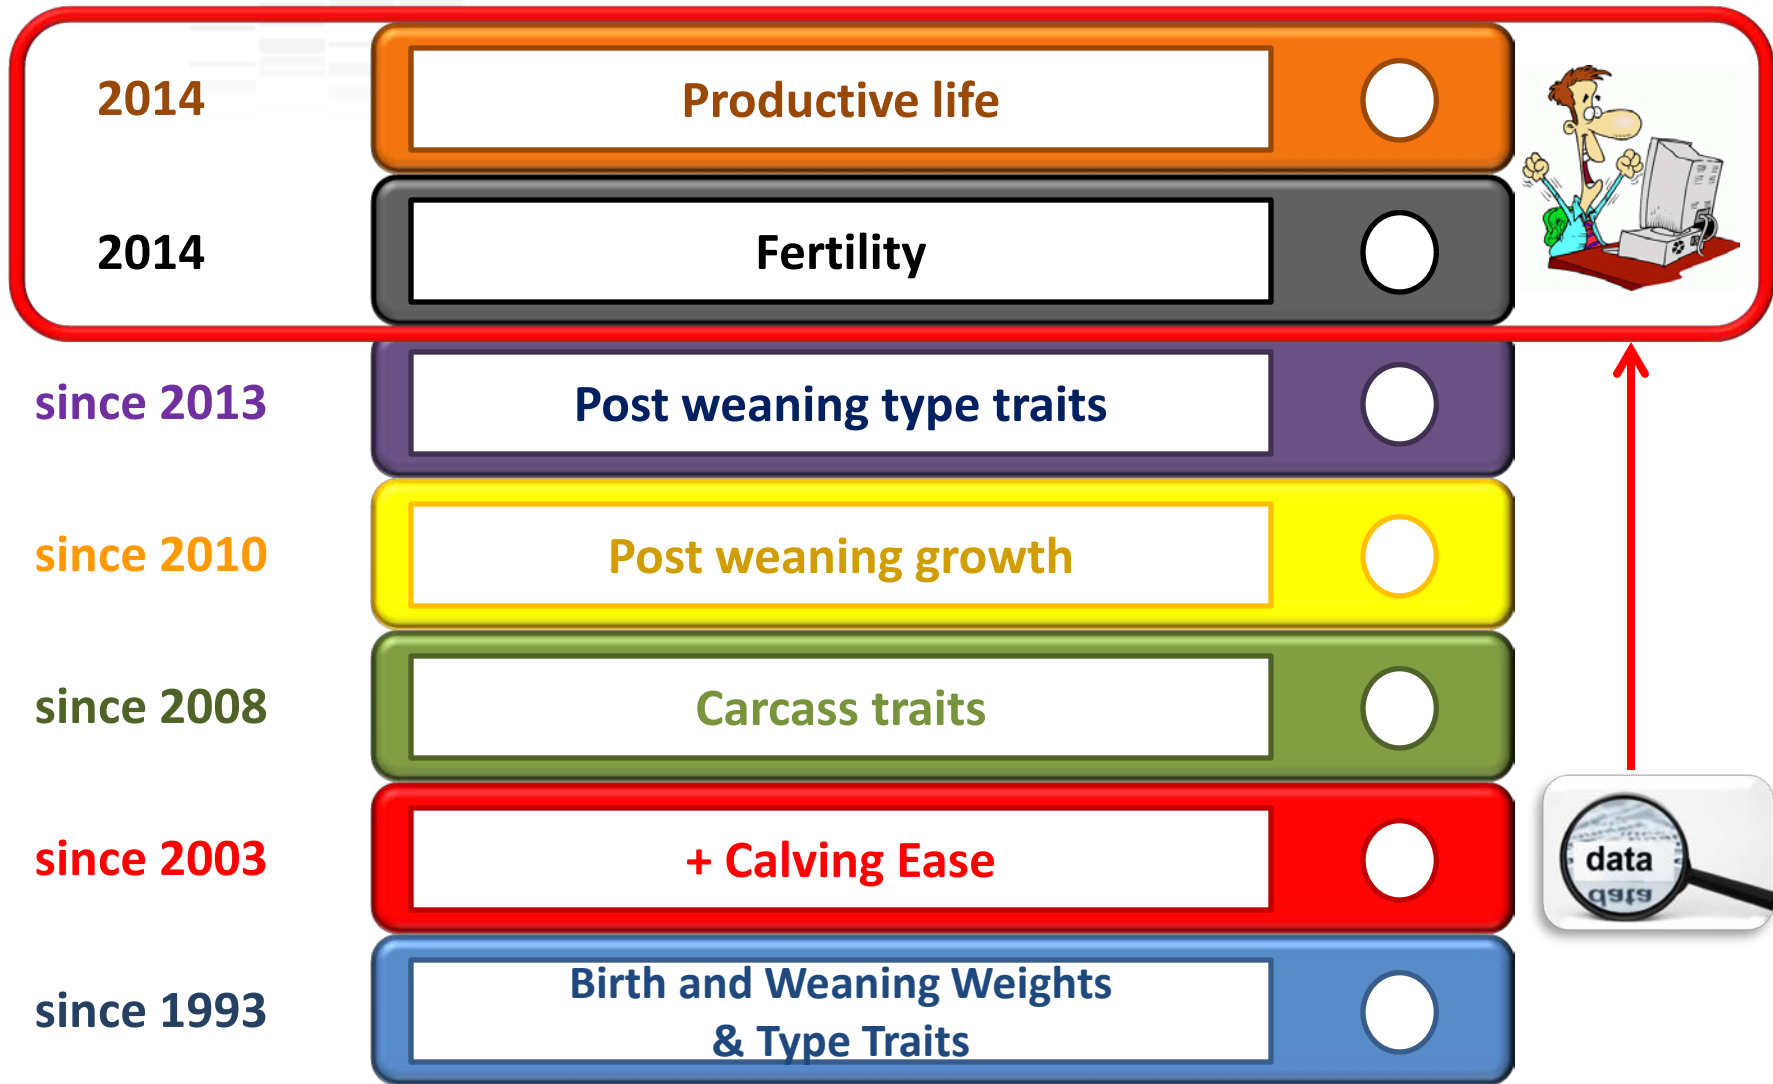 2014
Productive life
2014
Fertility
since 2013
Post weaning type traits
since 2010
Post weaning growth
since 2008
Carcass traits
since 2003
+ Calving Ease
data
data
since 1993
Birth and Weaning Weights
& Type Traits